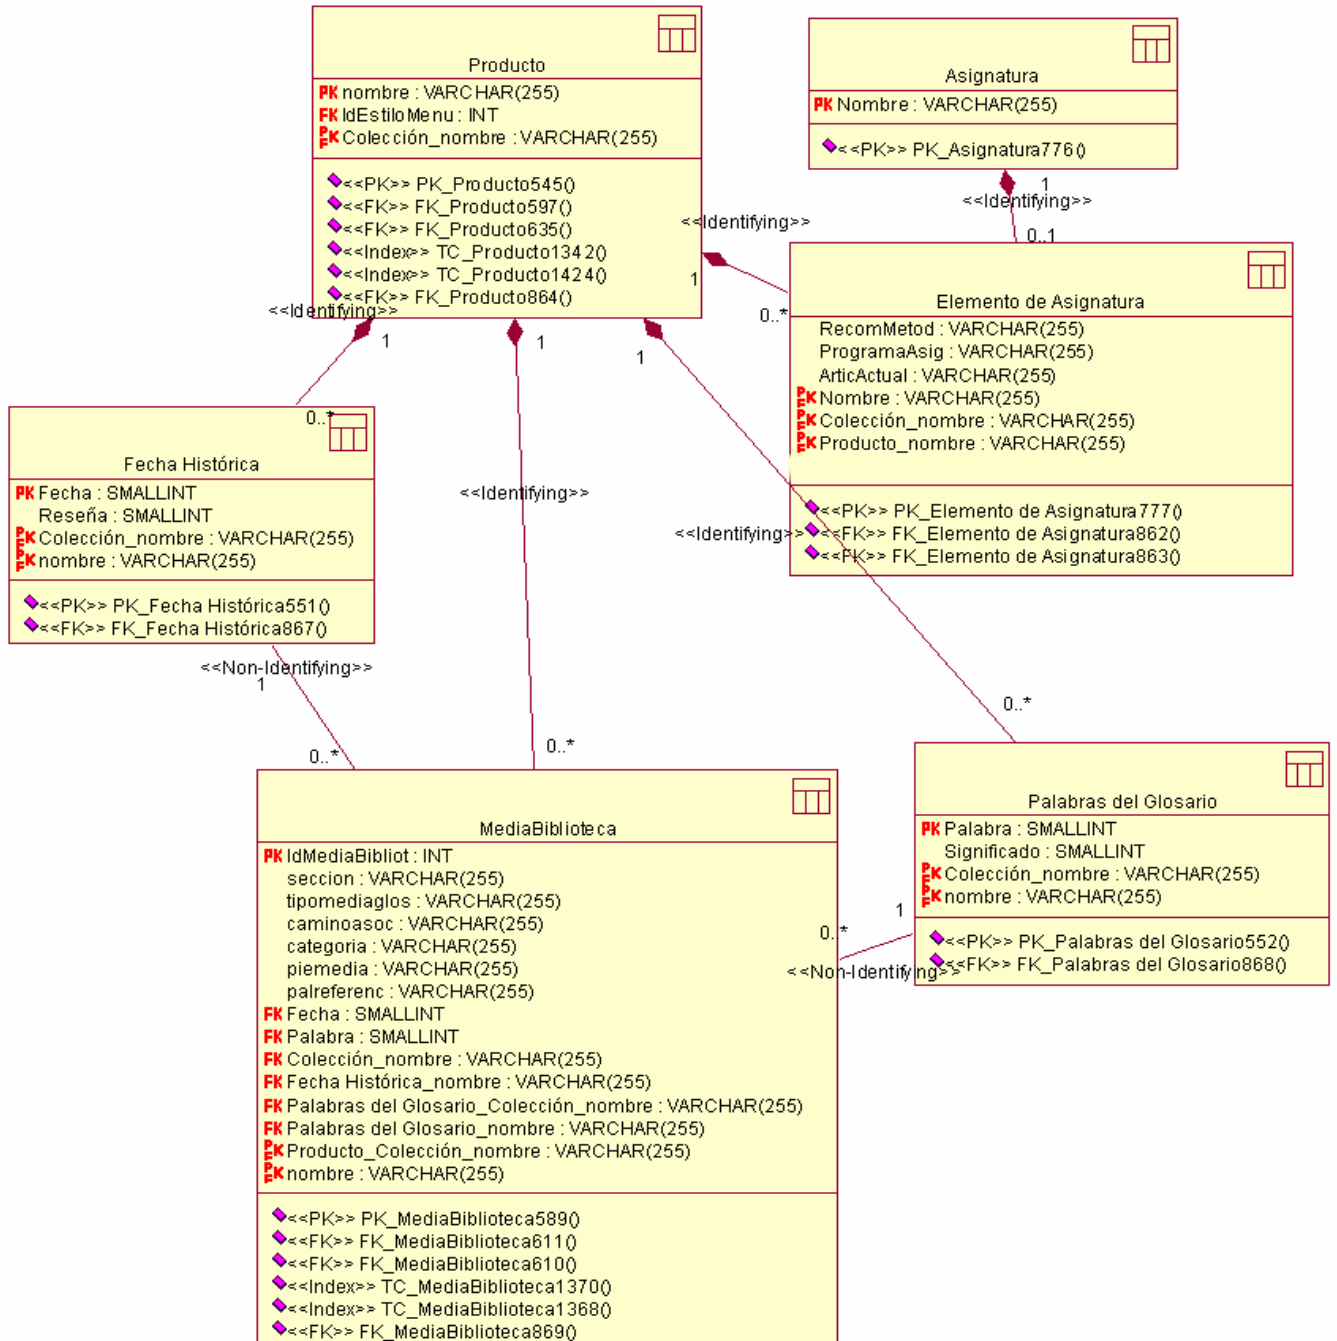 Producto
PK nombre : VARCHAR(255)
FK IdEstiloMenu : INT
PFK Colección_nombre : VARCHAR(255)
<<PK>> PK_Producto545()
<<FK>> FK_Producto597()
<<FK>> FK_Producto635()
<<Index>> TC_Producto1342()
<<Index>> TC_Producto1424()
<<FK>> FK_Producto864()
Asignatura
PK Nombre : VARCHAR(255)
<<PK>> PK_Asignatura776()
1
<<Identifying>>
0..1
<<Identifying>>
1
0..*
Elemento de Asignatura
RecomMetod : VARCHAR(255)
ProgramaAsig : VARCHAR(255)
ArticActual : VARCHAR(255)
PFK Nombre : VARCHAR(255)
PFK Colección_nombre : VARCHAR(255)
PFK Producto_nombre : VARCHAR(255)
<<PK>> PK_Elemento de Asignatura777()
<<FK>> FK_Elemento de Asignatura862()
<<FK>> FK_Elemento de Asignatura863()
<<Identifying>>
1
0..*
1
<<Identifying>>
0..*
1
<<Identifying>>
0..*
Fecha Histórica
PK Fecha : SMALLINT
Reseña : SMALLINT
PFK Colección_nombre : VARCHAR(255)
PFK nombre : VARCHAR(255)
<<PK>> PK_Fecha Histórica551()
<<FK>> FK_Fecha Histórica867()
<<Non-Identifying>>
1
0..*
MediaBiblioteca
PK IdMediaBibliot : INT
seccion : VARCHAR(255)
tipomediaglos : VARCHAR(255)
caminoasoc : VARCHAR(255)
categoria : VARCHAR(255)
piemedia : VARCHAR(255)
palreferenc : VARCHAR(255)
FK Fecha : SMALLINT
FK Palabra : SMALLINT
FK Colección_nombre : VARCHAR(255)
FK Fecha Histórica_nombre : VARCHAR(255)
FK Palabras del Glosario_Colección_nombre : VARCHAR(255)
FK Palabras del Glosario_nombre : VARCHAR(255)
PFK Producto_Colección_nombre : VARCHAR(255)
PFK nombre : VARCHAR(255)
<<PK>> PK_MediaBiblioteca589()
<<FK>> FK_MediaBiblioteca611()
<<FK>> FK_MediaBiblioteca610()
<<Index>> TC_MediaBiblioteca1370()
<<Index>> TC_MediaBiblioteca1368()
<<FK>> FK_MediaBiblioteca869()
Palabras del Glosario
PK Palabra : SMALLINT
Significado : SMALLINT
PFK Colección_nombre : VARCHAR(255)
PFK nombre : VARCHAR(255)
<<PK>> PK_Palabras del Glosario552()
<<FK>> FK_Palabras del Glosario868()
1
0..*
<<Non-Identifying>>